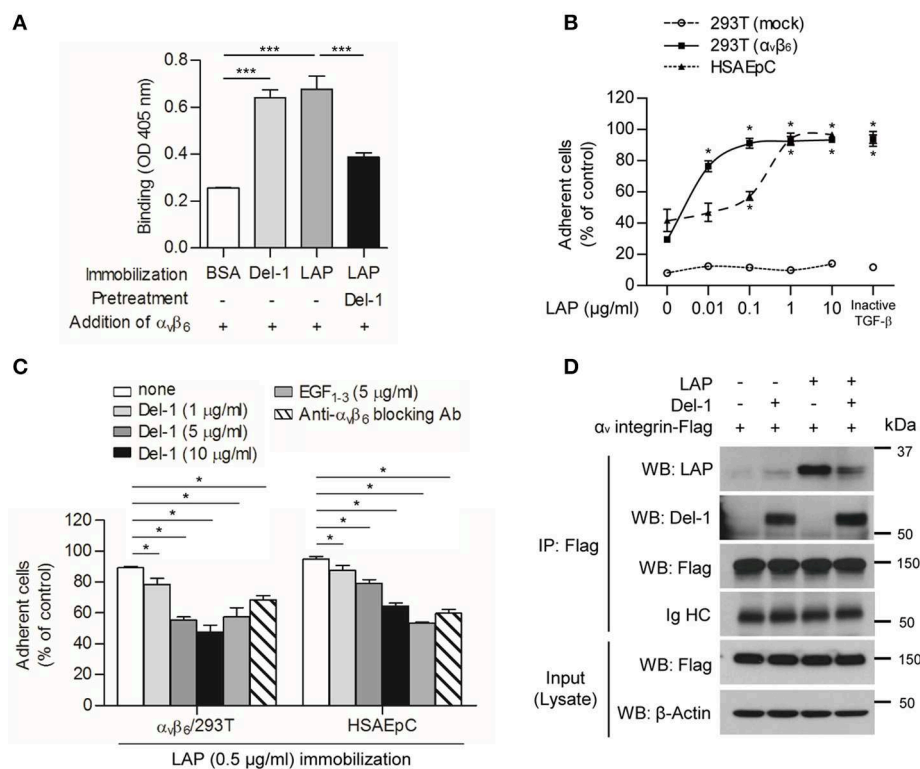 A
***
*** ***
0.8
0.6
0.4
0.2
0.0
Binding (OD 405 nm)
Immobilization BSA Del-1 LAP LAP
Pretreatment - - - Del-1
Addition of αvβ6 + + + +
B
293T (mock)
293T (αvβ6)
HSAEpC
120
100
80
60
40
20
0
Adherent cells
(% of control)
* * * * *
* * * *
LAP (µg/ml) 0 0.01 0.1 1 10 Inactive
TGF-β
C
none
Del-1 (1 µg/ml)
Del-1 (5 µg/ml)
Del-1 (10 µg/ml)
EGF1-3 (5 µg/ml)
Anti-αvβ6 blocking Ab
* *
* *
* *
* *
* *
120
100
80
60
40
20
0
Adherent cells
(% of control)
αvβ6/293T HSAEpC
LAP (0.5 µg/ml) immobilization
D
LAP - - + +
Del-1 - + - +
αv integrin-Flag + + + + kDa
IP: Flag
WB: LAP 37
WB: Del-1 50
WB: Flag 150
Ig HC 50
Input
(Lysate)
WB: Flag 150
WB: β-Actin 50